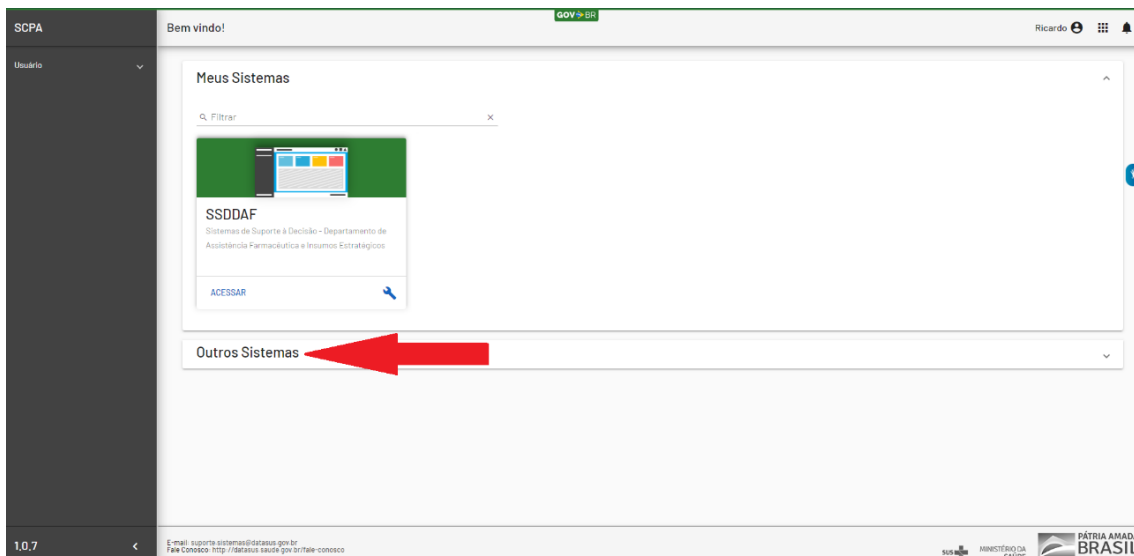 GOV BR
SCPA
Bem vindo!
Ricardo
Usuário
Meus Sistemas
Filtrar
SSDDAF
Sistemas de Suporte à Decisão - Departamento de
Assistência Farmacêutica e Insumos Estratégicos
ACESSAR
Outros Sistemas
1.0.7
E-mail: suporte.sistemas@datasus.gov.br
Fale Conosco: http://datasus.saude.gov.br/fale-conosco
SUS
MINISTÉRIO DA
SAÚDE
PÁTRIA AMAD
BRASIL